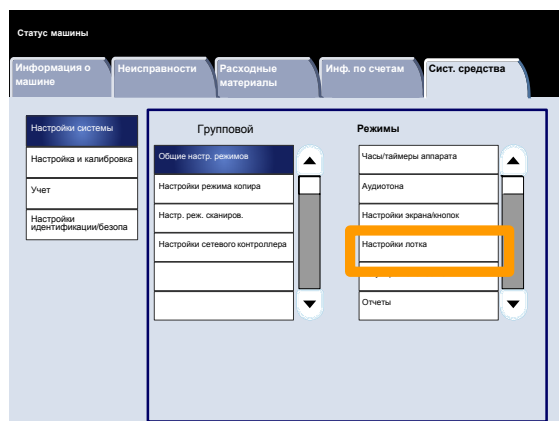 Статус машины
Информация о
машине
Неисправности
Расходные
материалы
Инф. по счетам
Сист. средства
Настройки системы
Настройка и калибровка
Учет
Настройки
идентификации/безопа
Групповой
Общие настр. режимов
Настройки режима копира
Настр. реж. сканиров.
Настройки сетевого контроллера
Режимы
Часы/таймеры аппарата
Аудиотона
Настройки экрана/кнопок
Настройки лотка
Отчеты